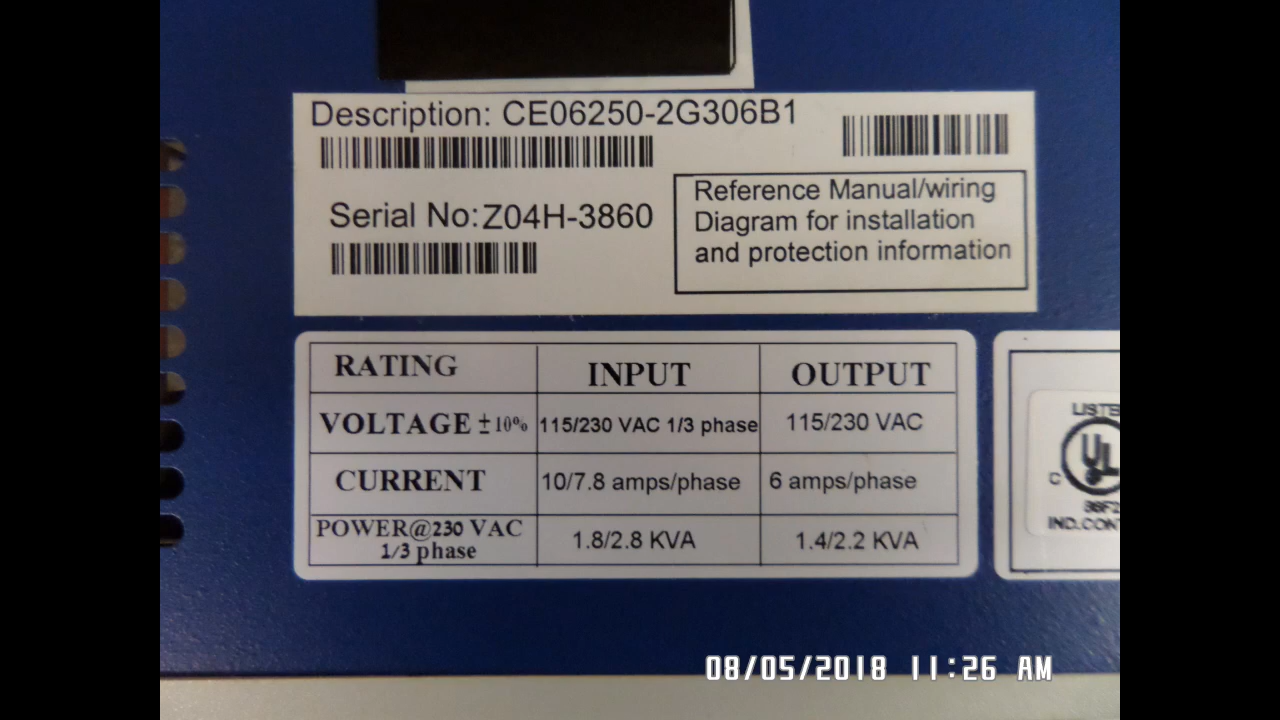 Description: CE06250-2G306B1
Serial No:Z04H-3860
Reference Manual/wiring
Diagram for installation
and protection information
RATING INPUT OUTPUT
VOLTAGE ±10% 115/230 VAC 1/3 phase 115/230 VAC
CURRENT 10/7.8 amps/phase 6 amps/phase
POWER@230 VAC
1/3 phase 1.8/2.8 KVA 1.4/2.2 KVA
C UL
08/05/2018 11:26 AM